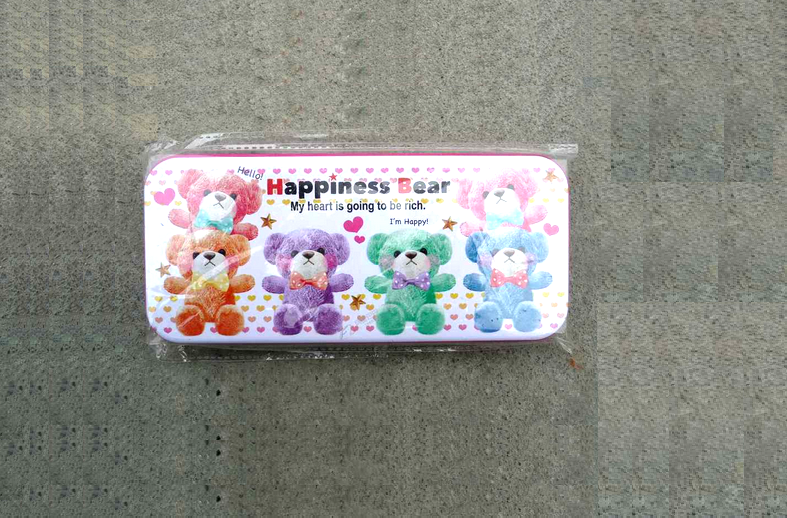 Hello!
Happiness Bear
My heart is going to be rich.
I'm Happy!